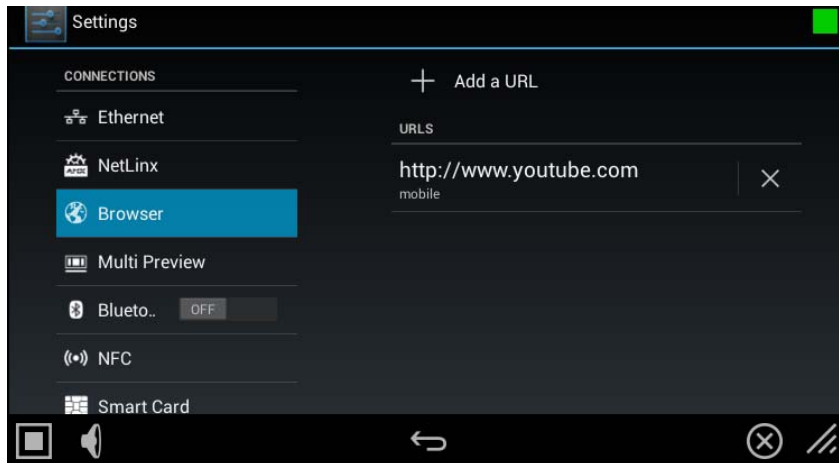 Settings
CONNECTIONS
Ethernet
AMX
NetLinx
Browser
Multi Preview
Blueto.. OFF
NFC
Smart Card
Add a URL
URLS
http://www.youtube.com
mobile